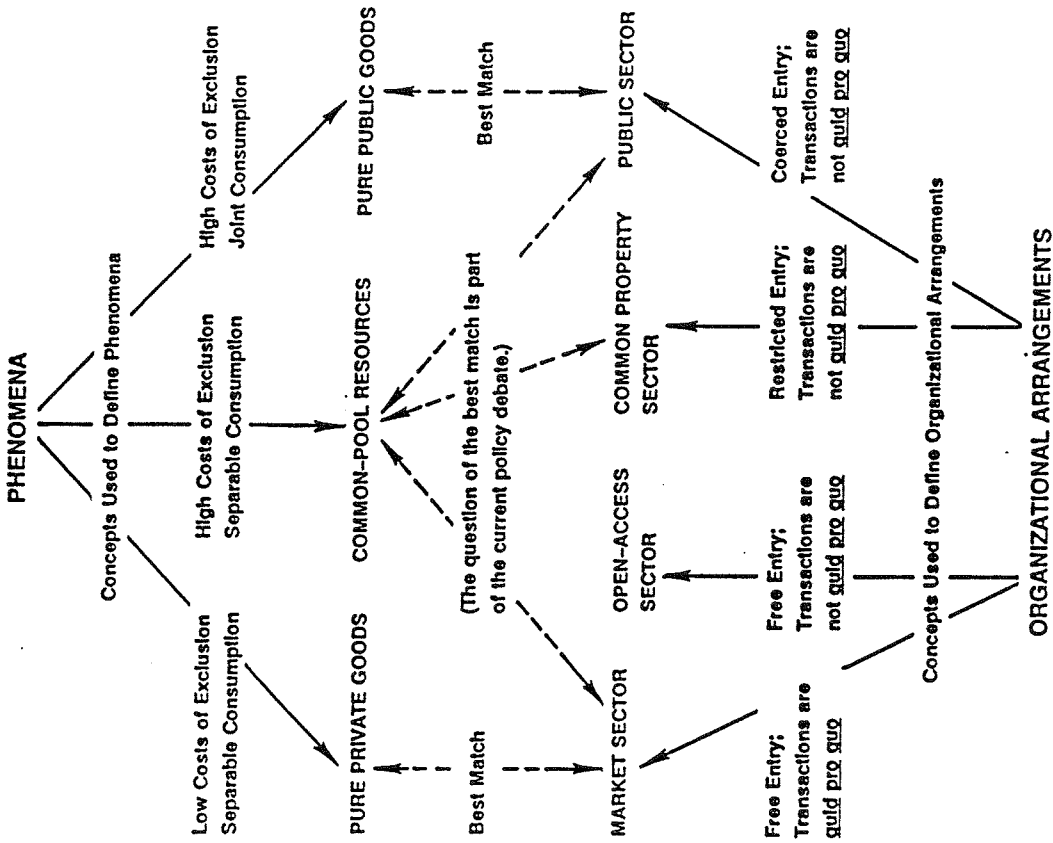 PHENOMENA
Concepts Used to Define Phenomena
Low Costs of Exclusion
Separable Consumption
High Costs of Exclusion
Separable Consumption
High Costs of Exclusion
Joint Consumption
PURE PRIVATE GOODS
COMMON-POOL RESOURCES
PURE PUBLIC GOODS
Best Match
(The question of the best match is part
of the current policy debate.)
Best Match
MARKET SECTOR
OPEN-ACCESS
SECTOR
COMMON PROPERTY
SECTOR
PUBLIC SECTOR
Free Entry;
Transactions are
quid pro quo
Free Entry;
Transactions are
not quid pro quo
Restricted Entry;
Transactions are
not quid pro quo
Coerced Entry;
Transactions are
not quid pro quo
Concepts Used to Define Organizational Arrangements
ORGANIZATIONAL ARRANGEMENTS